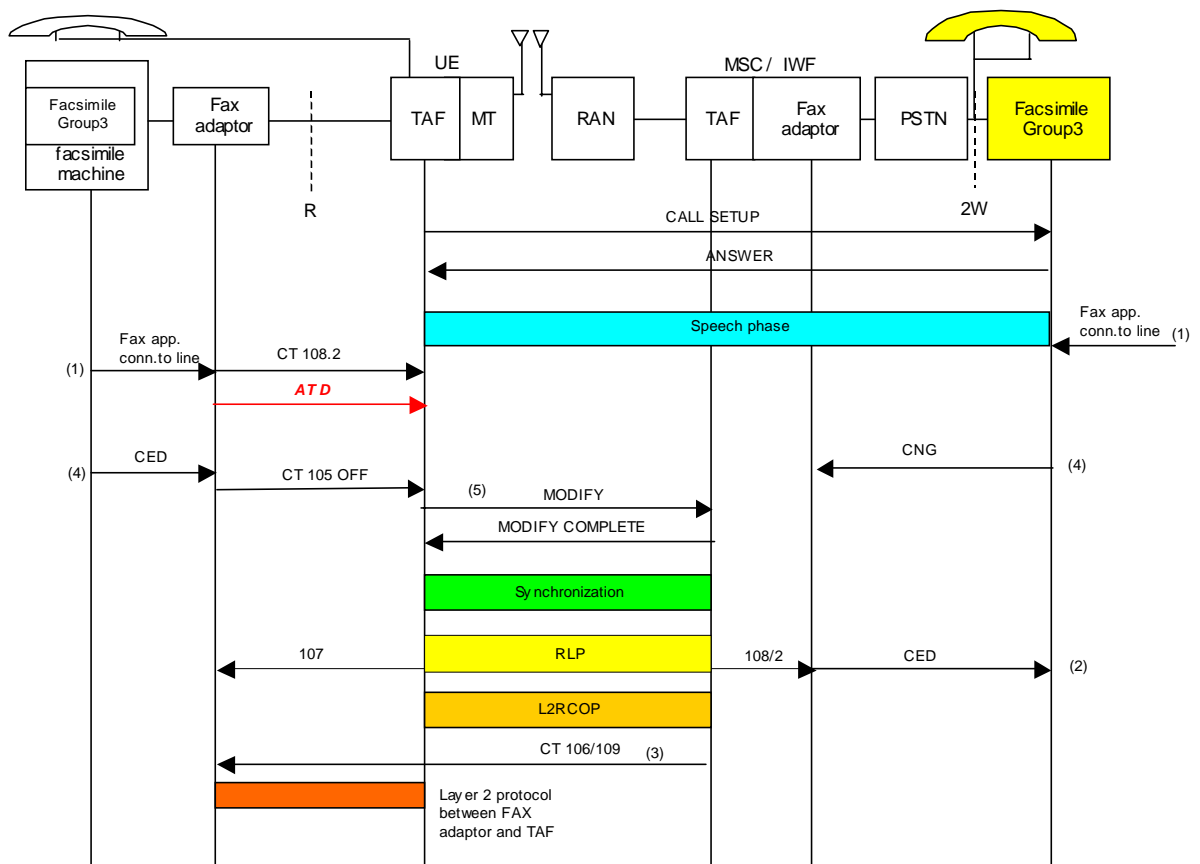 UE
MSC / IWF
Facsimile
Group3
facsimile
machine
Fax
adaptor
TAF
MT
RAN
TAF
Fax
adaptor
PSTN
Facsimile
Group3
R
2W
CALL SETUP
ANSWER
Speech phase
Fax app.
conn.to line
(1)
Fax app.
conn.to line
(1)
CT 108.2
ATD
(4)
CED
CNG
(4)
CT 105 OFF
(5)
MODIFY
MODIFY COMPLETE
Synchronization
107
RLP
108/2
CED
(2)
L2RCOP
CT 106/109
(3)
Layer 2 protocol
between FAX
adaptor and TAF